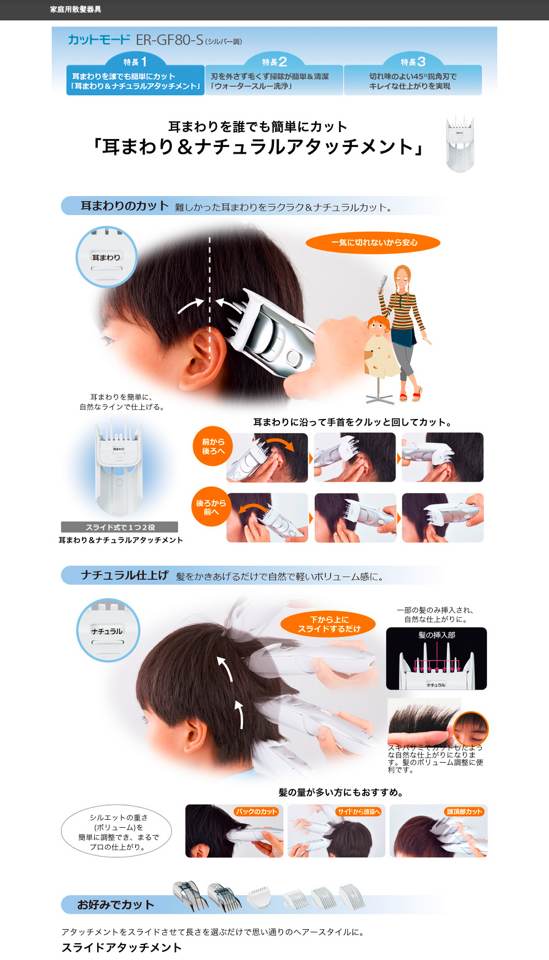 家庭用散髪器具
カットモード ER-GF80-S(シルバー調)
特長1
特長2
特長3
耳まわりを誰でも簡単にカット
「耳まわり＆ナチュラルアタッチメント」
刃を外さず毛くず掃除が簡単＆清潔
「ウォータースルー洗浄」
切れ味のよい45°鋭角刃で
キレイな仕上がりを実現
耳まわりを誰でも簡単にカット
「耳まわり＆ナチュラルアタッチメント」
耳まわりのカット 難しかった耳まわりをラクラク＆ナチュラルカット。
耳まわり
一気に切れないから安心
耳まわりを簡単に、
自然なラインで仕上げる。
耳まわりに沿って手首をクルッと回してカット。
耳まわり
前から
後ろへ
後ろから
前へ
スライド式で1つ2役
耳まわり＆ナチュラルアタッチメント
ナチュラル仕上げ 髪をかきあげるだけで自然で軽いボリューム感に。
ナチュラル
下から上に
スライドするだけ
一部の髪のみ挿入され、
自然な仕上がりに。
髪の挿入部
ナチュラル
スキバサミでカットしたよう
な自然な仕上がりになりま
す。髪のボリューム調整に便
利です。
髪の量が多い方にもおすすめ。
シルエットの重さ
(ボリューム)を
簡単に調整でき、まるで
プロの仕上がり。
バックのカット
サイドから頭頂へ
頭頂部カット
お好みでカット
アタッチメントをスライドさせて長さを選ぶだけで思い通りのヘアースタイルに。
スライドアタッチメント